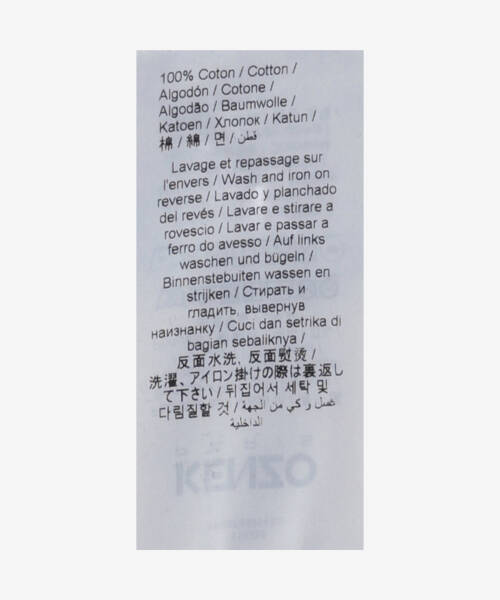 100% Coton / Cotton /
Algodón / Cotone /
Algodão / Baumwolle /
Katoen / Хлопок / Katun /
棉 / 綿 / 면 / قطن
Lavage et repassage sur
l'envers / Wash and iron on
reverse / Lavado y planchado
del revés / Lavare e stirare a
rovescio / Lavar e passar a
ferro do avesso / Auf links
waschen und bügeln /
Binnenstebuiten wassen en
strijken / Стирать и
гладить, вывернув
наизнанку / Cuci dan setrika di
bagian sebaliknya /
反面水洗, 反面熨烫 /
洗濯、アイロン掛けの際は裏返し
て下さい / 뒤집어서 세탁 및
다림질할 것 / غسل و كي من الجهة
الداخلية
KENZO